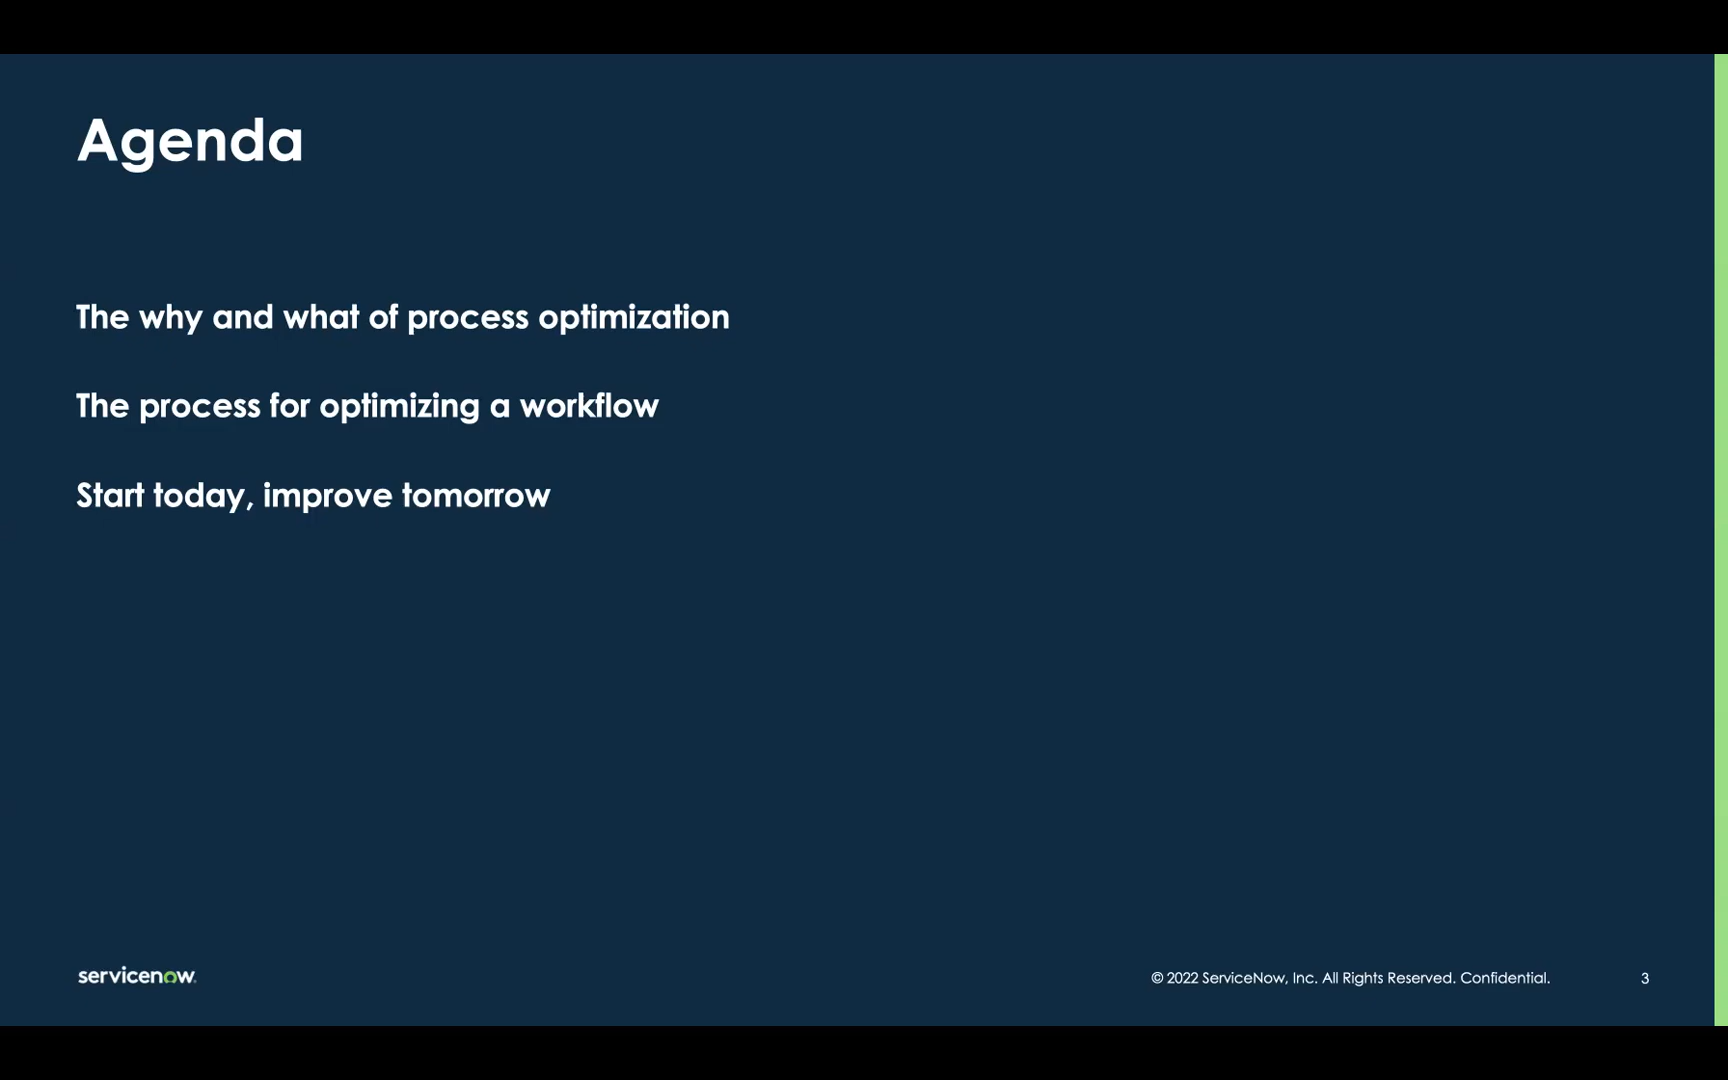 Agenda
The why and what of process optimization
The process for optimizing a workflow
Start today, improve tomorrow
servicenow.
© 2022 ServiceNow, Inc. All Rights Reserved. Confidential.
3